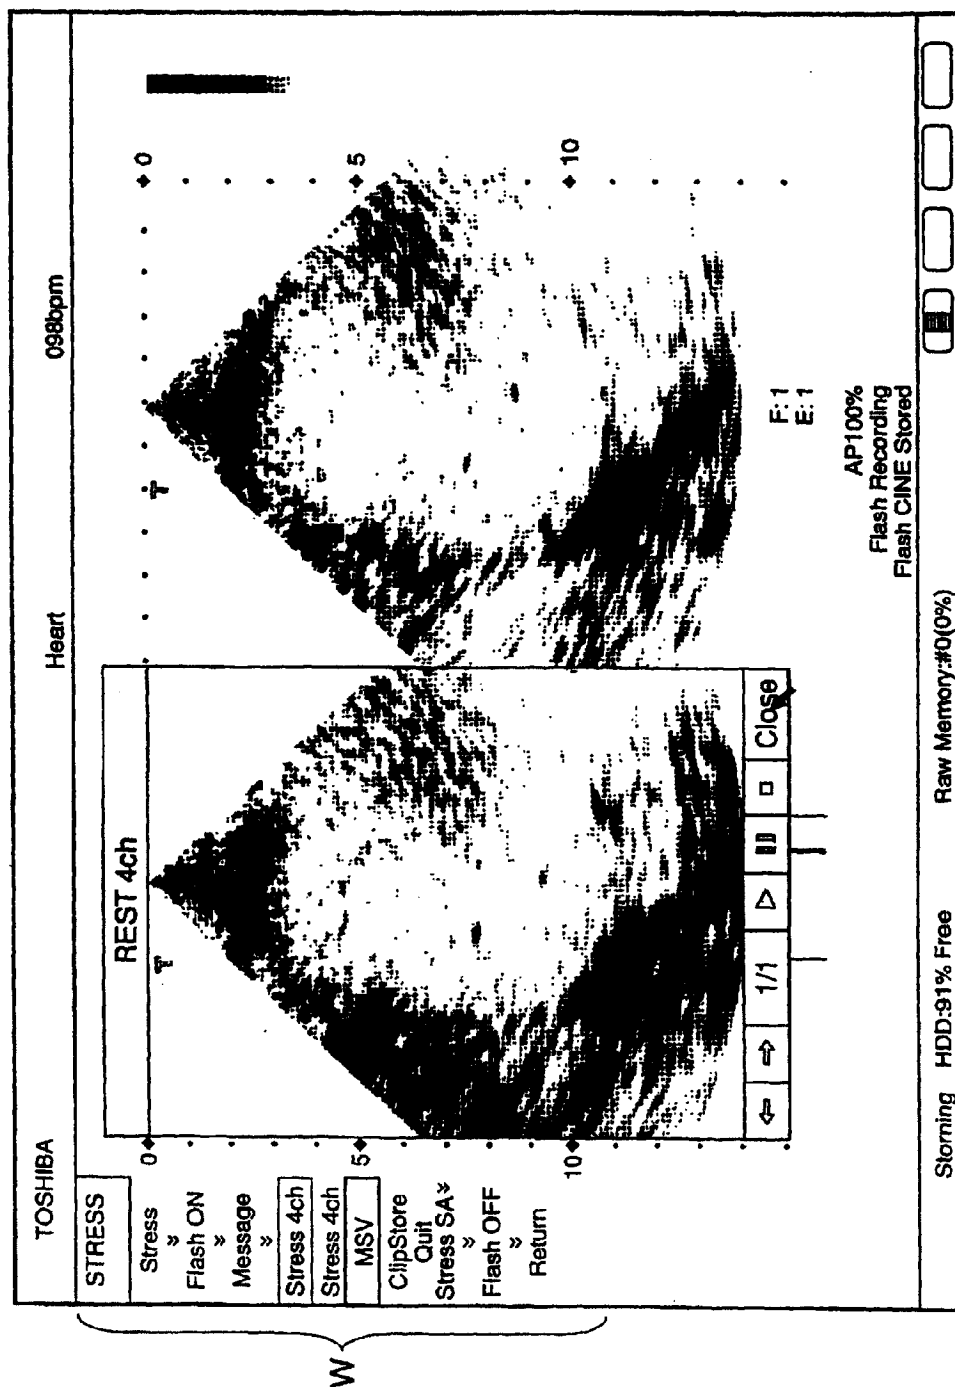 TOSHIBA Heart 098bpm
STRESS
Stress
Flash ON
Message
Stress 4ch
Stress 4ch
MSV
ClipStore
Quit
Stress SA
Flash OFF
Return
W
REST 4ch
T
0
5
10
1/1 Close
T
0
5
10
F: 1
E: 1
AP100%
Flash Recording
Flash CINE Stored
Storning HDD:91% Free Raw Memory:#0(0%)